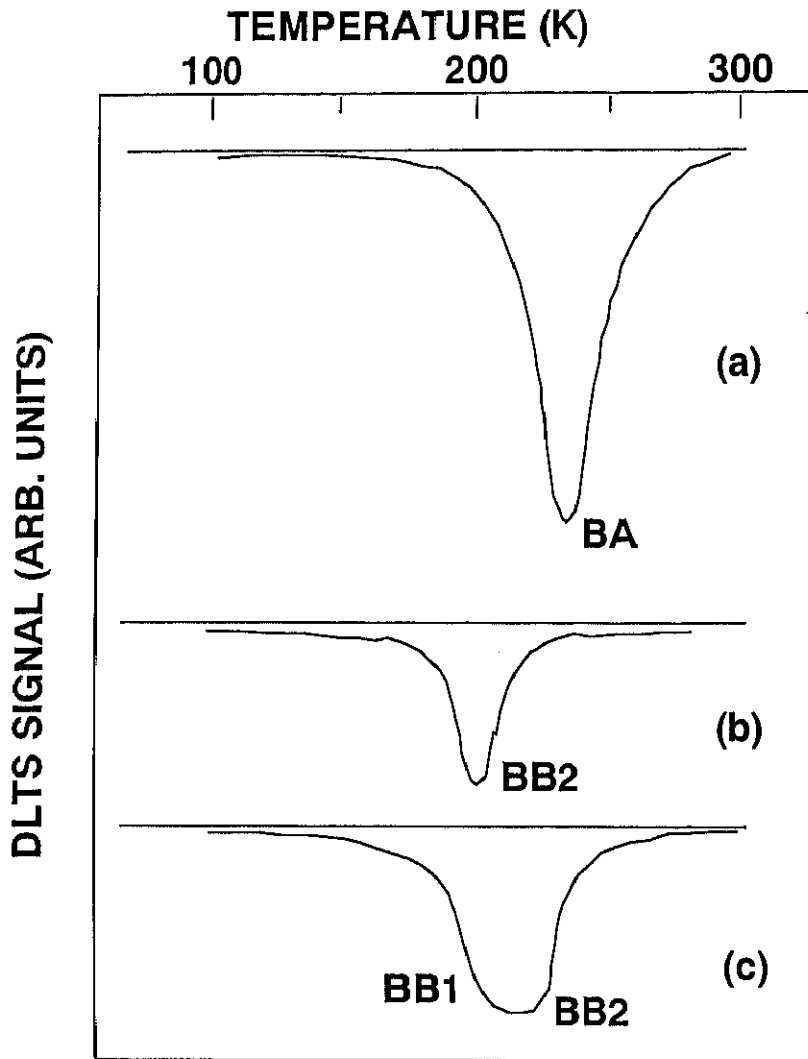 TEMPERATURE (K)
100 200 300
DLTS SIGNAL (ARB. UNITS)
(a)
BA
(b)
BB2
(c)
BB1
BB2